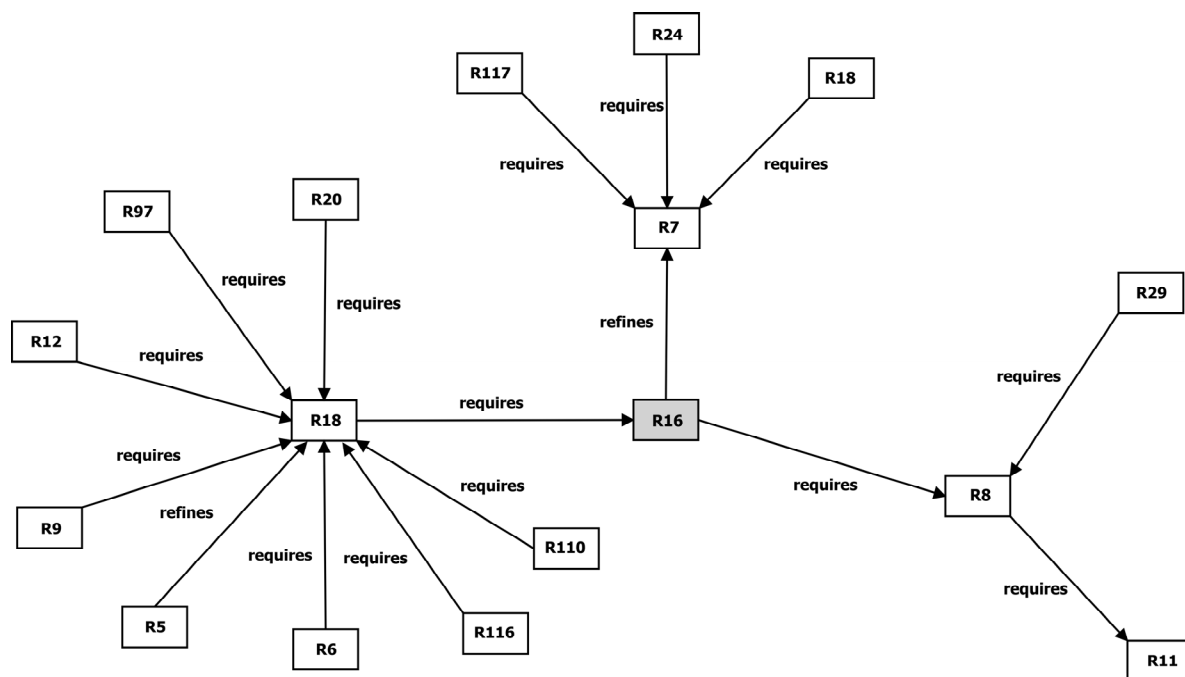 R24
R117
R18
requires
requires
requires
R97
R20
R7
requires
requires
R29
refines
R12
requires
requires
requires
R18
R16
requires
requires
requires
R8
refines
R9
requires
requires
R110
requires
R5
R116
R6
R11